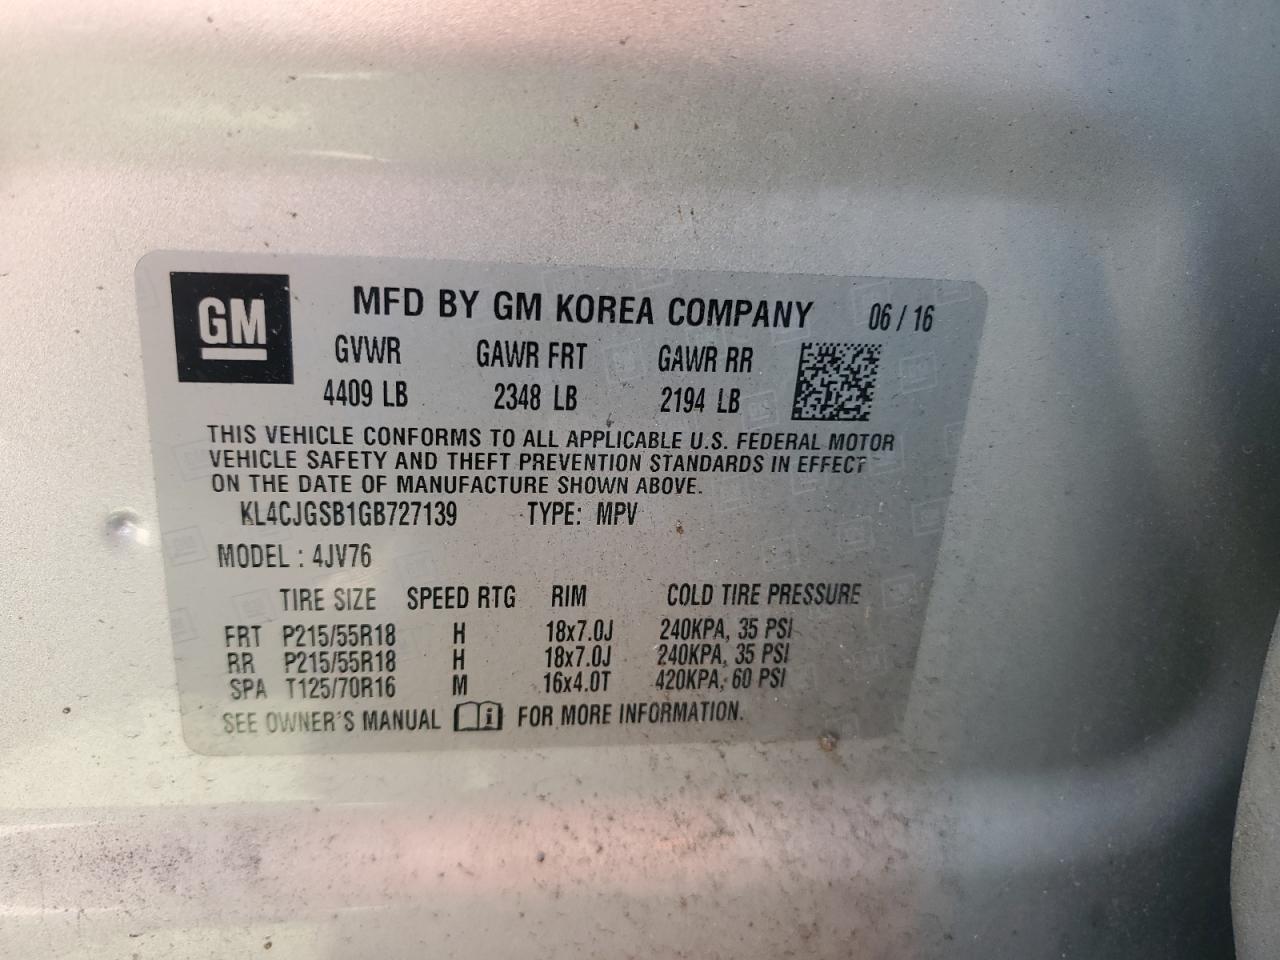 GM
MFD BY GM KOREA COMPANY 06 / 16
GVWR GAWR FRT GAWR RR
4409 LB 2348 LB 2194 LB
THIS VEHICLE CONFORMS TO ALL APPLICABLE U.S. FEDERAL MOTOR
VEHICLE SAFETY AND THEFT PREVENTION STANDARDS IN EFFECT
ON THE DATE OF MANUFACTURE SHOWN ABOVE.
KL4CJGSB1GB727139 TYPE: MPV
MODEL : 4JV76
TIRE SIZE SPEED RTG RIM COLD TIRE PRESSURE
FRT P215/55R18 H 18x7.0J 240KPA, 35 PSI
RR P215/55R18 H 18x7.0J 240KPA, 35 PSI
SPA T125/70R16 M 16x4.0T 420KPA, 60 PSI
SEE OWNER'S MANUAL i FOR MORE INFORMATION.